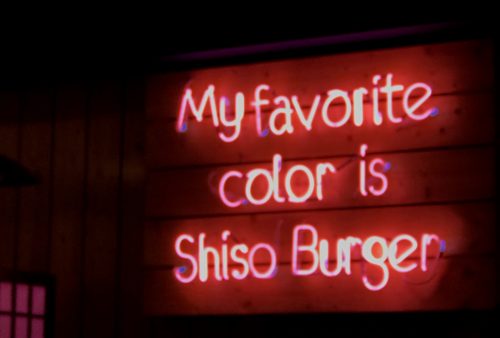 My favorite
color is
Shiso Burger